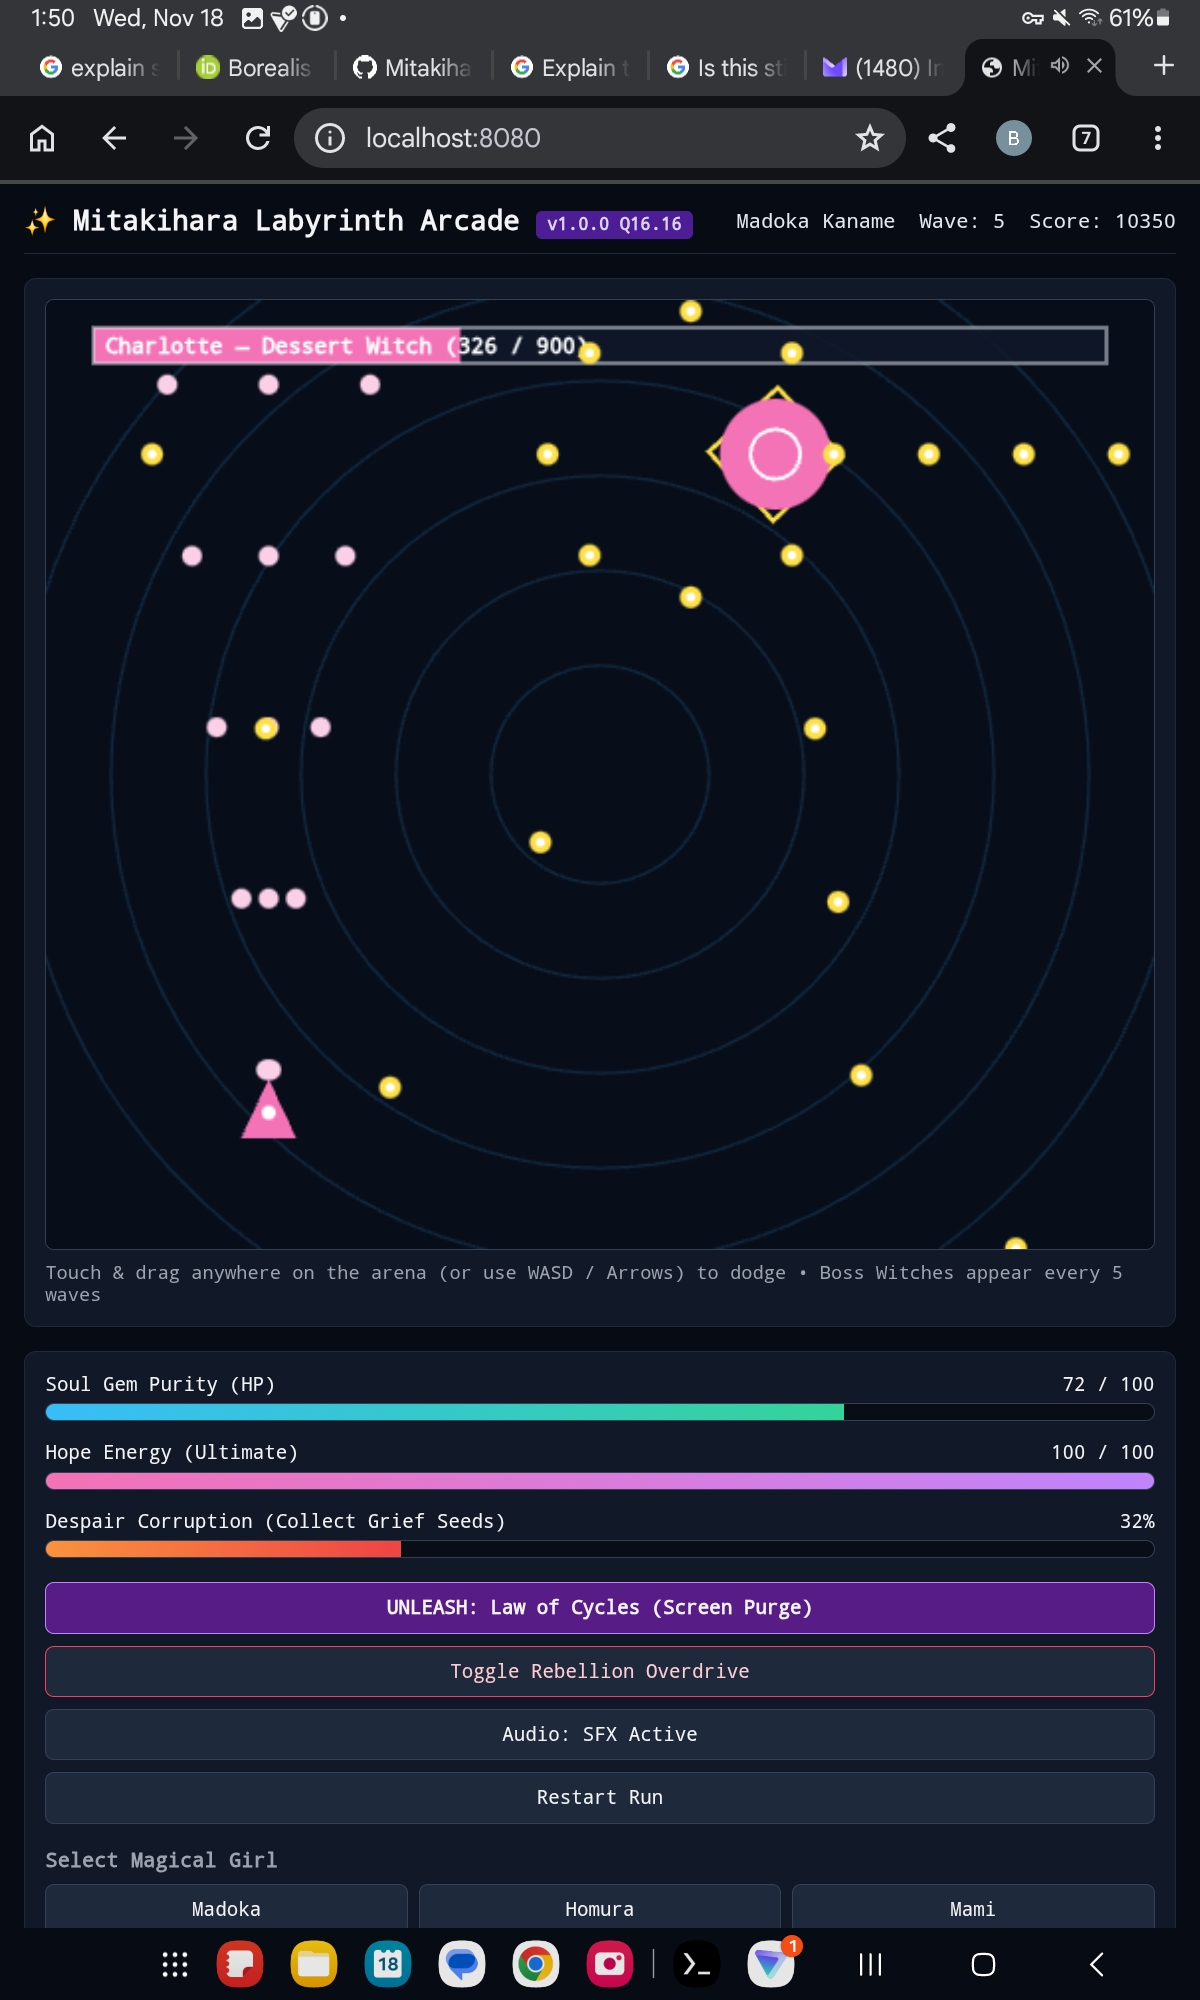 1:50 Wed, Nov 18
61%
explain s
Borealis
Mitakiha
Explain t
Is this sti
(1480) In
Mi
localhost:8080
B
7
✨ Mitakihara Labyrinth Arcade v1.0.0 Q16.16 Madoka Kaname Wave: 5 Score: 10350
Charlotte — Dessert Witch (326 / 900)
Touch & drag anywhere on the arena (or use WASD / Arrows) to dodge • Boss Witches appear every 5
waves
Soul Gem Purity (HP) 72 / 100
Hope Energy (Ultimate) 100 / 100
Despair Corruption (Collect Grief Seeds) 32%
UNLEASH: Law of Cycles (Screen Purge)
Toggle Rebellion Overdrive
Audio: SFX Active
Restart Run
Select Magical Girl
Madoka Homura Mami
18
1